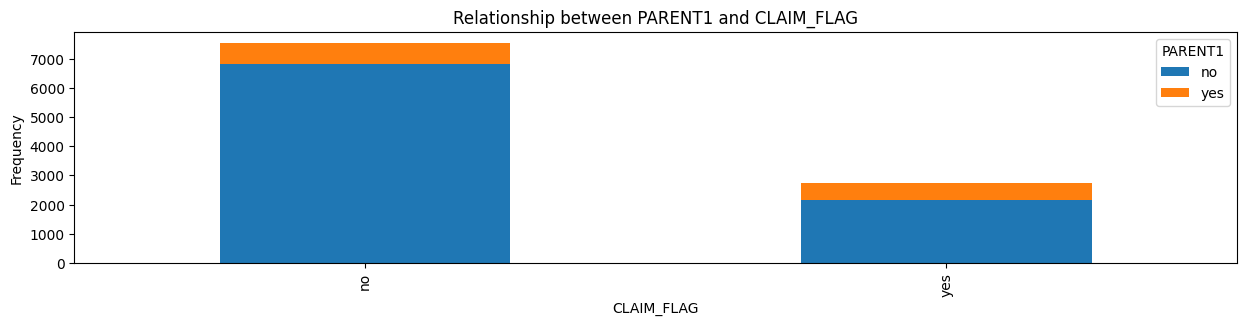 Relationship between PARENT1 and CLAIM_FLAG
PARENT1
no
yes
Frequency
7000
6000
5000
4000
3000
2000
1000
0
no
yes
CLAIM_FLAG